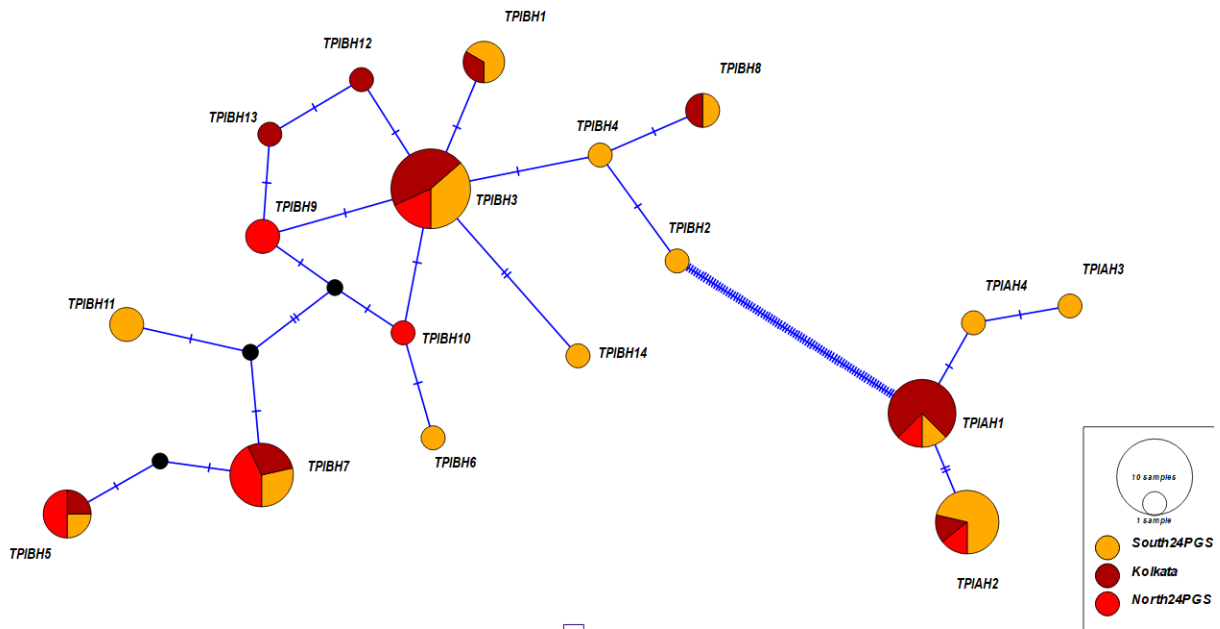 TPIBH1
TPIBH12
TPIBH8
TPIBH13
TPIBH4
TPIBH3
TPIBH9
TPIBH2
TPIAH3
TPIAH4
TPIBH11
TPIBH10
TPIBH14
TPIAH1
TPIBH6
TPIBH7
10 samples
1 sample
South24PGS
TPIBH5
Kolkata
TPIAH2
North24PGS